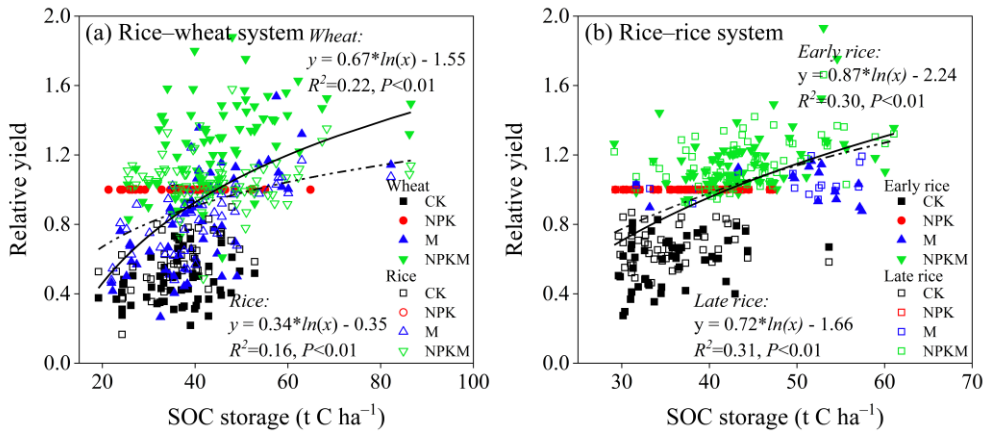 (a) Rice–wheat system
Wheat:
y = 0.67*ln(x) - 1.55
R²=0.22, P<0.01
Relative yield
2.0
1.6
1.2
0.8
0.4
0.0
Wheat
CK
NPK
M
NPKM
Rice
CK
NPK
M
NPKM
Rice:
y = 0.34*ln(x) - 0.35
R²=0.16, P<0.01
20 40 60 80 100
SOC storage (t C ha⁻¹)
(b) Rice–rice system
Early rice:
y = 0.87*ln(x) - 2.24
R²=0.30, P<0.01
Relative yield
2.0
1.6
1.2
0.8
0.4
0.0
Early rice
CK
NPK
M
NPKM
Late rice
CK
NPK
M
NPKM
Late rice:
y = 0.72*ln(x) - 1.66
R²=0.31, P<0.01
30 40 50 60 70
SOC storage (t C ha⁻¹)